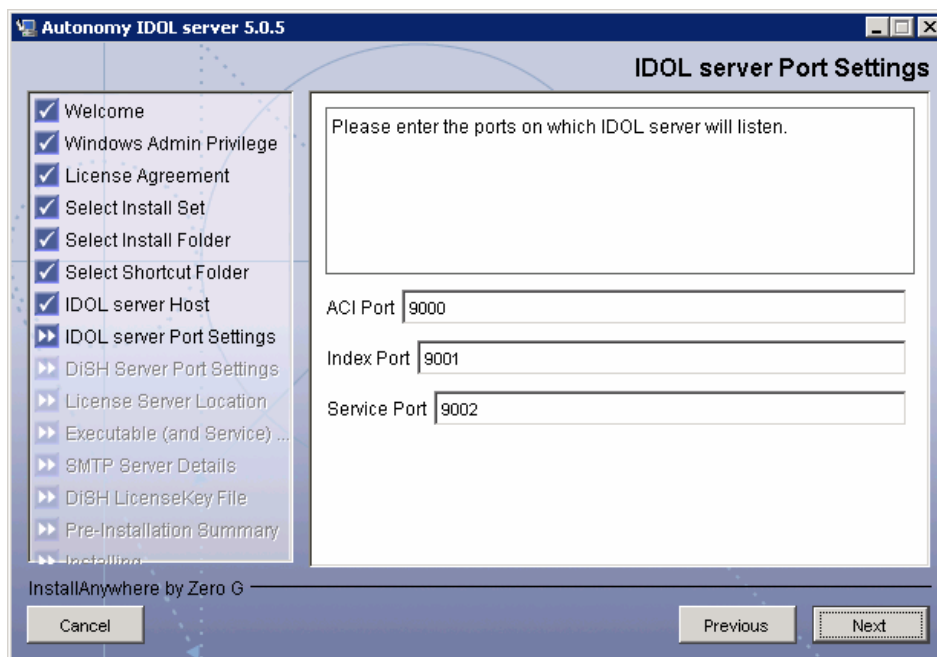 Autonomy IDOL server 5.0.5
IDOL server Port Settings
Welcome
Windows Admin Privilege
License Agreement
Select Install Set
Select Install Folder
Select Shortcut Folder
IDOL server Host
IDOL server Port Settings
DiSH Server Port Settings
License Server Location
Executable (and Service) ...
SMTP Server Details
DiSH LicenseKey File
Pre-Installation Summary
Installing...
Please enter the ports on which IDOL server will listen.
ACI Port 9000
Index Port 9001
Service Port 9002
InstallAnywhere by Zero G
Cancel
Previous
Next